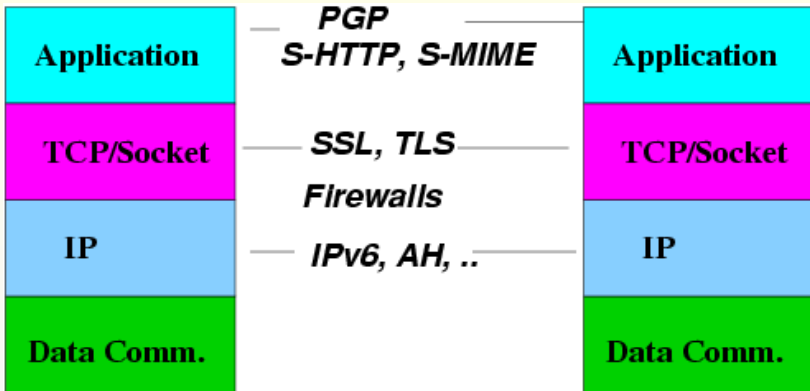 PGP
Application S-HTTP, S-MIME Application
TCP/Socket SSL, TLS TCP/Socket
Firewalls
IP IPv6, AH, .. IP
Data Comm. Data Comm.